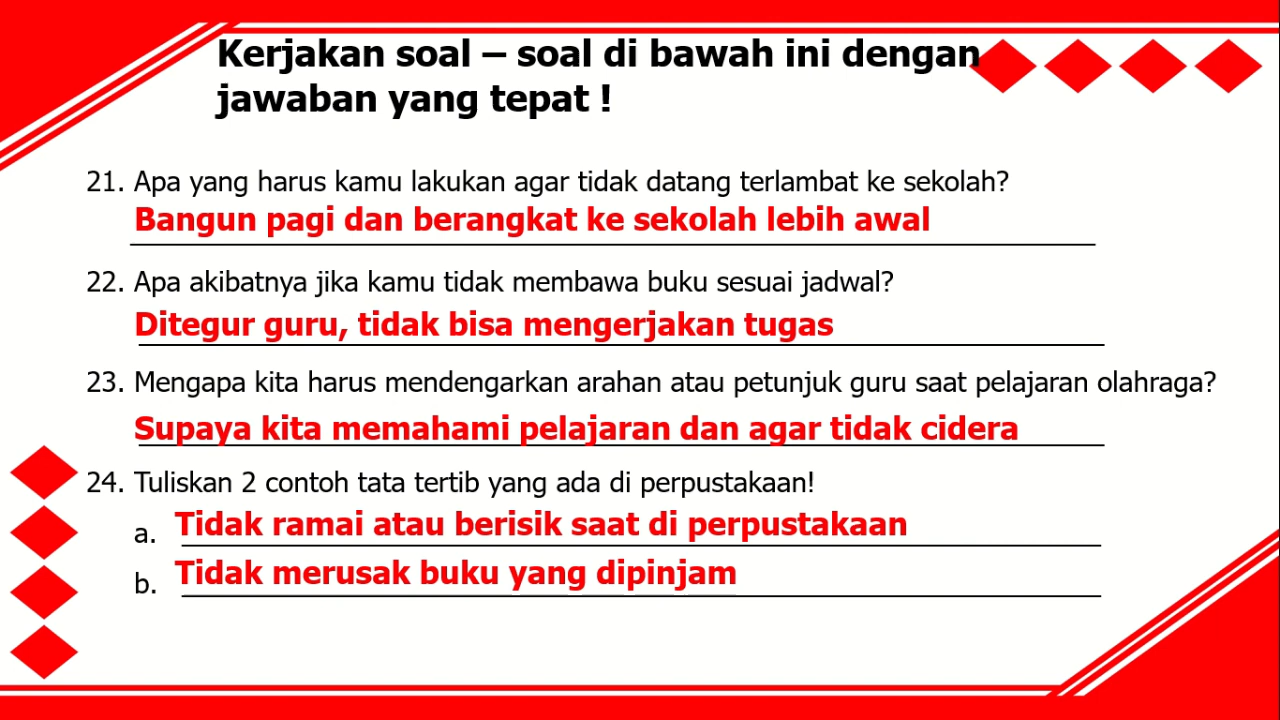 Kerjakan soal – soal di bawah ini dengan
jawaban yang tepat !
21. Apa yang harus kamu lakukan agar tidak datang terlambat ke sekolah?
Bangun pagi dan berangkat ke sekolah lebih awal
22. Apa akibatnya jika kamu tidak membawa buku sesuai jadwal?
Ditegur guru, tidak bisa mengerjakan tugas
23. Mengapa kita harus mendengarkan arahan atau petunjuk guru saat pelajaran olahraga?
Supaya kita memahami pelajaran dan agar tidak cidera
24. Tuliskan 2 contoh tata tertib yang ada di perpustakaan!
a. Tidak ramai atau berisik saat di perpustakaan
b. Tidak merusak buku yang dipinjam